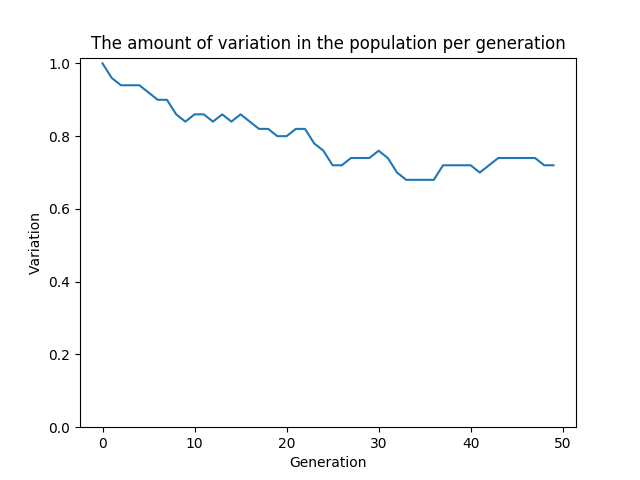 The amount of variation in the population per generation
1.0
0.8
0.6
0.4
0.2
0.0
Variation
0 10 20 30 40 50
Generation